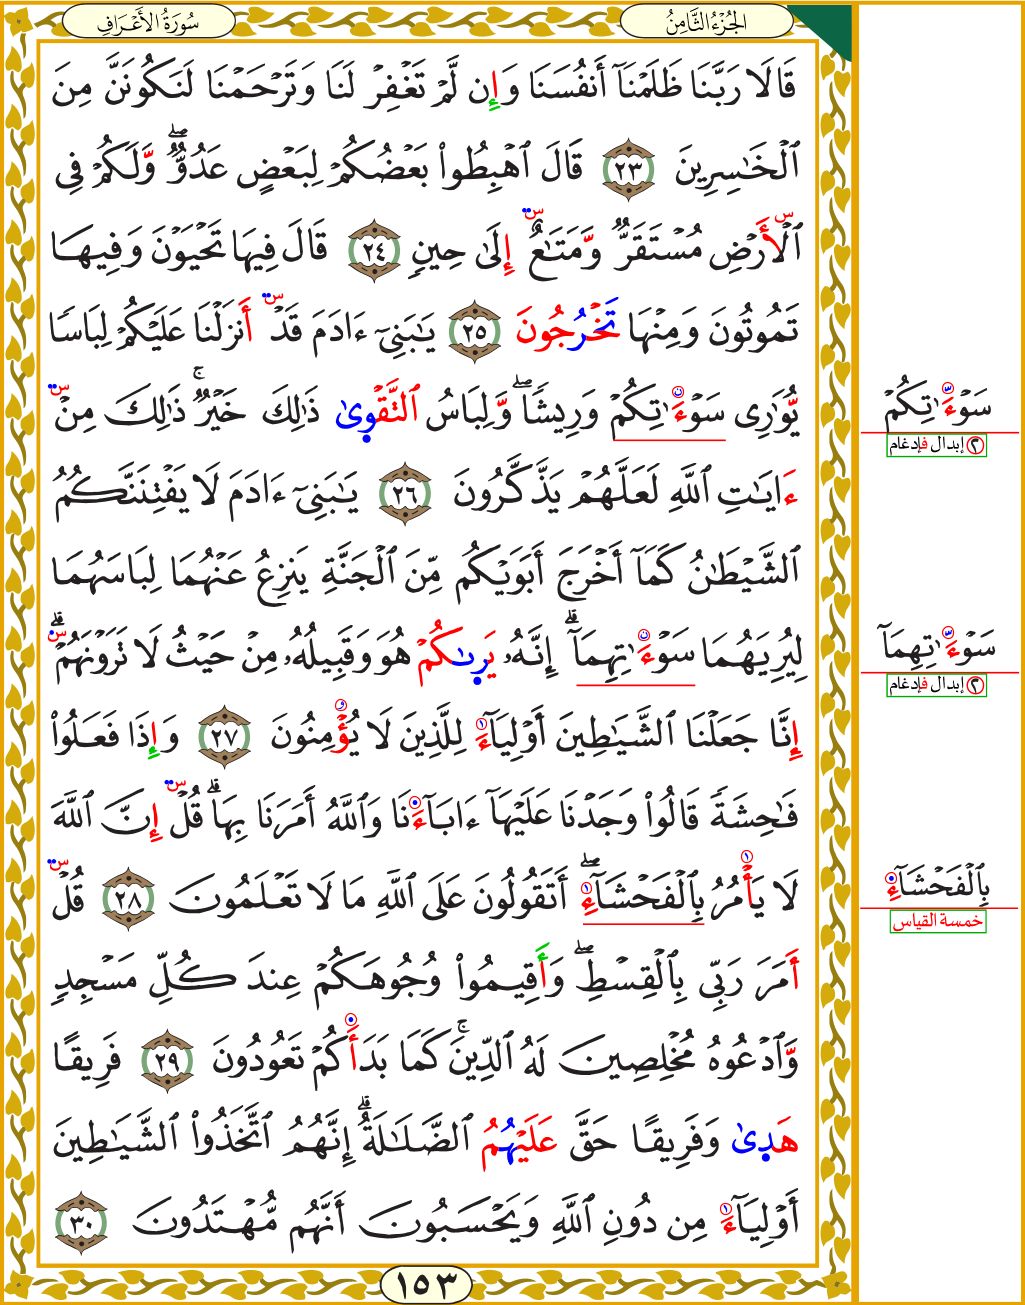 سُورَةُ الأَعْرَافِ
الجُزْءُ الثَّامِنُ
قَالَا رَبَّنَا ظَلَمْنَآ أَنفُسَنَا وَإِن لَّمْ تَغْفِرْ لَنَا وَتَرْحَمْنَا لَنَكُونَنَّ مِنَ
ٱلْخَٰسِرِينَ ٢٣ قَالَ ٱهْبِطُوا۟ بَعْضُكُمْ لِبَعْضٍ عَدُوٌّۖ وَّلَكُمْ فِى
ٱلْأَرْضِ مُسْتَقَرٌّ وَّمَتَٰعٌ إِلَىٰ حِينٍ ٢٤ قَالَ فِيهَا تَحْيَوْنَ وَفِيهَا
تَمُوتُونَ وَمِنْهَا تَخْرُجُونَ ٢٥ يَٰبَنِىٓ ءَادَمَ قَدْ أَنزَلْنَا عَلَيْكُمْ لِبَاسًا
يُّوَٰرِى سَوْءَٰتِكُمْ وَرِيشًاۖ وَّلِبَاسُ ٱلتَّقْوِىٰ ذَٰلِكَ خَيْرٌۚ ذَٰلِكَ مِنْ
ءَايَٰتِ ٱللَّهِ لَعَلَّهُمْ يَذَّكَّرُونَ ٢٦ يَٰبَنِىٓ ءَادَمَ لَا يَفْتِنَنَّكُمُ
ٱلشَّيْطَٰنُ كَمَآ أَخْرَجَ أَبَوَيْكُم مِّنَ ٱلْجَنَّةِ يَنزِعُ عَنْهُمَا لِبَاسَهُمَا
لِيُرِيَهُمَا سَوْءَٰتِهِمَآۗ إِنَّهُۥ يَرِىٰكُمْ هُوَ وَقَبِيلُهُۥ مِنْ حَيْثُ لَا تَرَوْنَهُمْۗ
إِنَّا جَعَلْنَا ٱلشَّيَٰطِينَ أَوْلِيَآءَ لِلَّذِينَ لَا يُؤْمِنُونَ ٢٧ وَإِذَا فَعَلُوا۟
فَٰحِشَةً قَالُوا۟ وَجَدْنَا عَلَيْهَآ ءَابَآءَنَا وَٱللَّهُ أَمَرَنَا بِهَاۗ قُلْ إِنَّ ٱللَّهَ
لَا يَأْمُرُ بِٱلْفَحْشَآءِۖ أَتَقُولُونَ عَلَى ٱللَّهِ مَا لَا تَعْلَمُونَ ٢٨ قُلْ
أَمَرَ رَبِّى بِٱلْقِسْطِۖ وَأَقِيمُوا۟ وُجُوهَكُمْ عِندَ كُلِّ مَسْجِدٍ
وَّٱدْعُوهُ مُخْلِصِينَ لَهُ ٱلدِّينَۚ كَمَا بَدَأَكُمْ تَعُودُونَ ٢٩ فَرِيقًا
هَدِىٰ وَفَرِيقًا حَقَّ عَلَيْهُمُ ٱلضَّلَٰلَةُۗ إِنَّهُمُ ٱتَّخَذُوا۟ ٱلشَّيَٰطِينَ
أَوْلِيَآءَ مِن دُونِ ٱللَّهِ وَيَحْسَبُونَ أَنَّهُم مُّهْتَدُونَ ٣٠
١٥٣
سَوْءَٰتِكُمْ
٢ إبدال فإدغام
سَوْءَٰتِهِمَآ
٢ إبدال فإدغام
بِٱلْفَحْشَآءِ
خمسة القياس